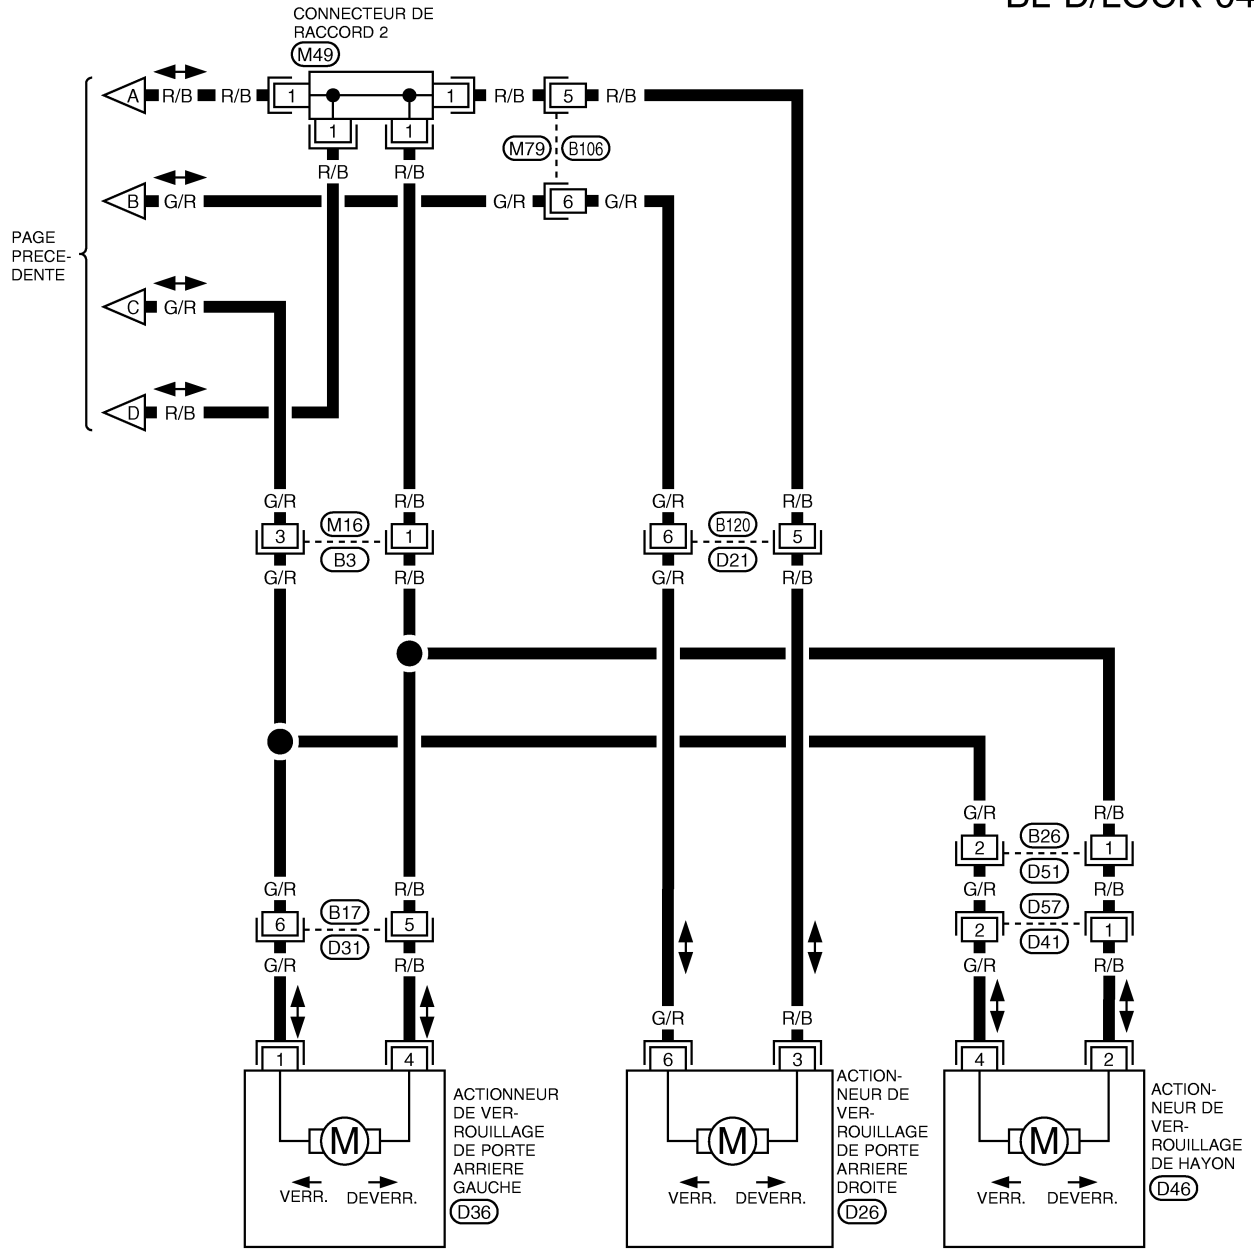 BL-D/LOCK-04
CONNECTEUR DE
RACCORD 2
M49
A R/B R/B 1 1 R/B 5 R/B
1 1
M79 B106
R/B R/B
B G/R G/R 6 G/R
PAGE
PRECE-
DENTE
C G/R
D R/B
G/R R/B G/R R/B
3 M16 1 6 B120 5
B3 D21
G/R R/B G/R R/B
G/R R/B
2 B26 1
D51
G/R R/B G/R R/B
6 B17 5 2 D57 1
D31 D41
G/R R/B G/R R/B
G/R R/B
1 4 6 3 4 2
M M M
VERR. DEVERR. VERR. DEVERR. VERR. DEVERR.
ACTIONNEUR
DE VER-
ROUILLAGE
DE PORTE
ARRIERE
GAUCHE
D36
ACTION-
NEUR DE
VER-
ROUILLAGE
DE PORTE
ARRIERE
DROITE
D26
ACTION-
NEUR DE
VER-
ROUILLAGE
DE HAYON
D46